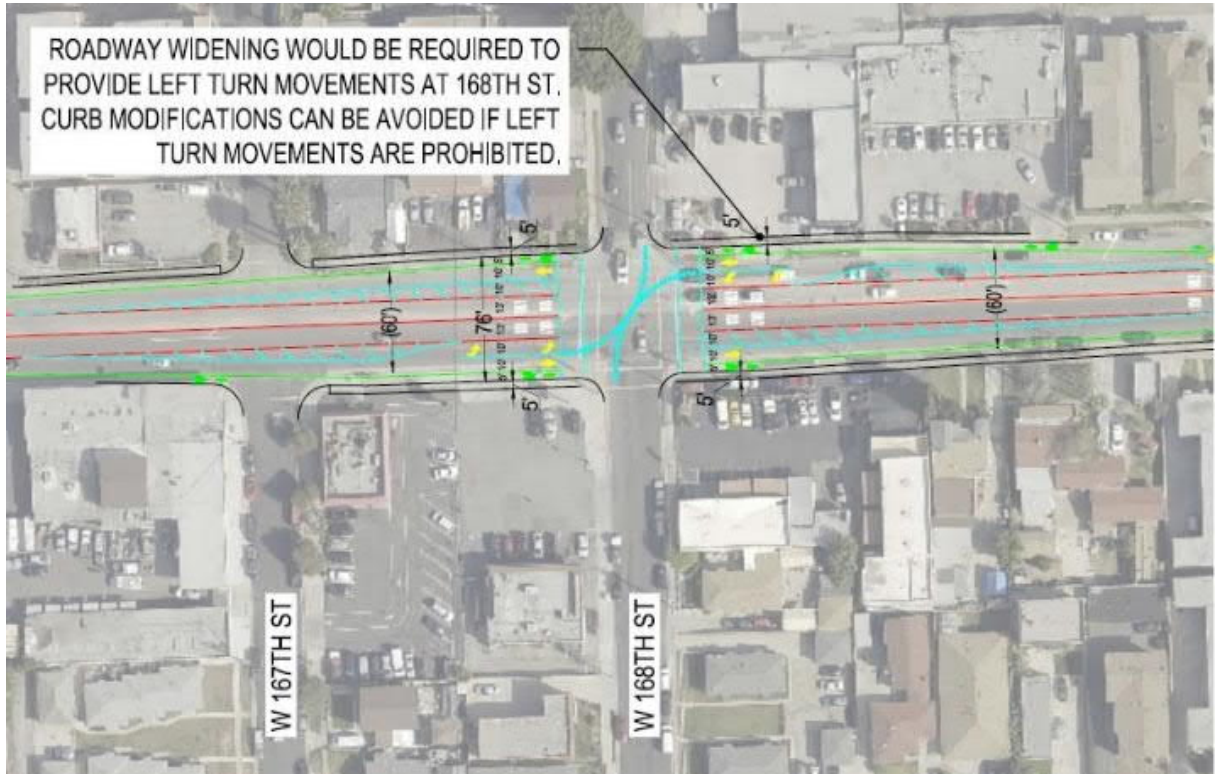 ROADWAY WIDENING WOULD BE REQUIRED TO
PROVIDE LEFT TURN MOVEMENTS AT 168TH ST.
CURB MODIFICATIONS CAN BE AVOIDED IF LEFT
TURN MOVEMENTS ARE PROHIBITED.
5'
5'
(60')
76'
(60')
5'
5'
W 167TH ST
W 168TH ST